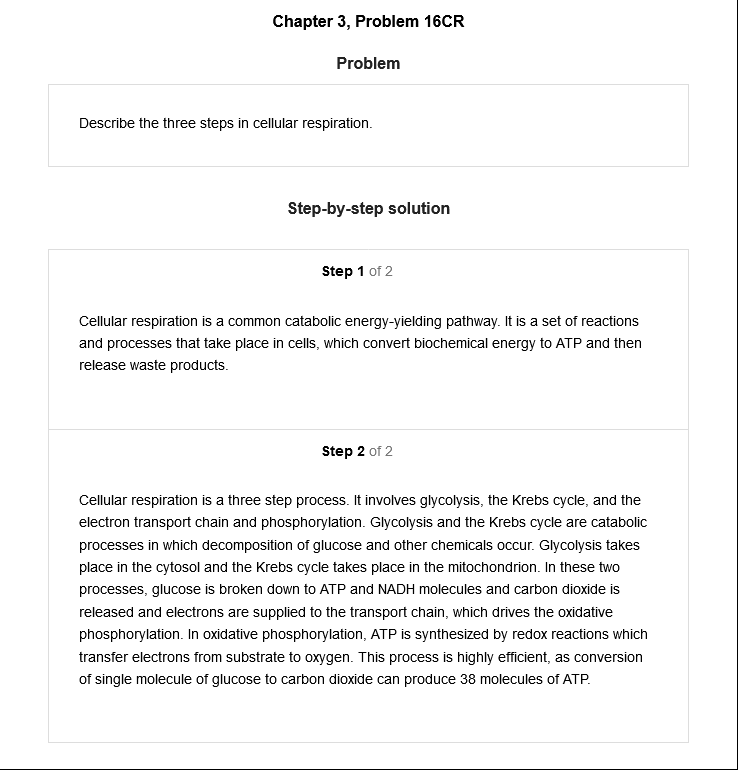 Chapter 3, Problem 16CR
Problem
Describe the three steps in cellular respiration.
Step-by-step solution
Step 1 of 2
Cellular respiration is a common catabolic energy-yielding pathway. It is a set of reactions
and processes that take place in cells, which convert biochemical energy to ATP and then
release waste products.
Step 2 of 2
Cellular respiration is a three step process. It involves glycolysis, the Krebs cycle, and the
electron transport chain and phosphorylation. Glycolysis and the Krebs cycle are catabolic
processes in which decomposition of glucose and other chemicals occur. Glycolysis takes
place in the cytosol and the Krebs cycle takes place in the mitochondrion. In these two
processes, glucose is broken down to ATP and NADH molecules and carbon dioxide is
released and electrons are supplied to the transport chain, which drives the oxidative
phosphorylation. In oxidative phosphorylation, ATP is synthesized by redox reactions which
transfer electrons from substrate to oxygen. This process is highly efficient, as conversion
of single molecule of glucose to carbon dioxide can produce 38 molecules of ATP.